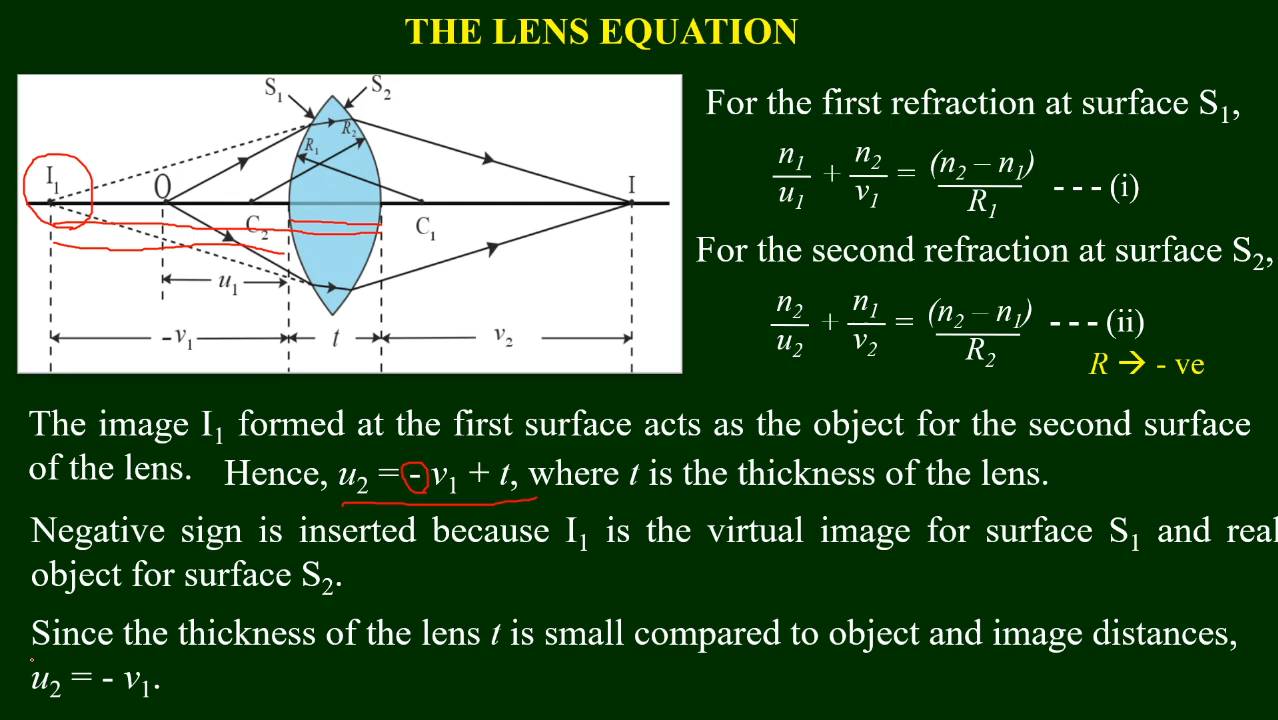 THE LENS EQUATION
S₁ S₂
R₁ R₂
I₁ O C₂ C₁ I
u₁
-v₁ t v₂
For the first refraction at surface S₁,
n₁/u₁ + n₂/v₁ = (n₂ – n₁)/R₁ - - - (i)
For the second refraction at surface S₂,
n₂/u₂ + n₁/v₂ = (n₂ – n₁)/R₂ - - - (ii)
R → - ve
The image I₁ formed at the first surface acts as the object for the second surface
of the lens. Hence, u₂ = - v₁ + t, where t is the thickness of the lens.
Negative sign is inserted because I₁ is the virtual image for surface S₁ and real
object for surface S₂.
Since the thickness of the lens t is small compared to object and image distances,
u₂ = - v₁.